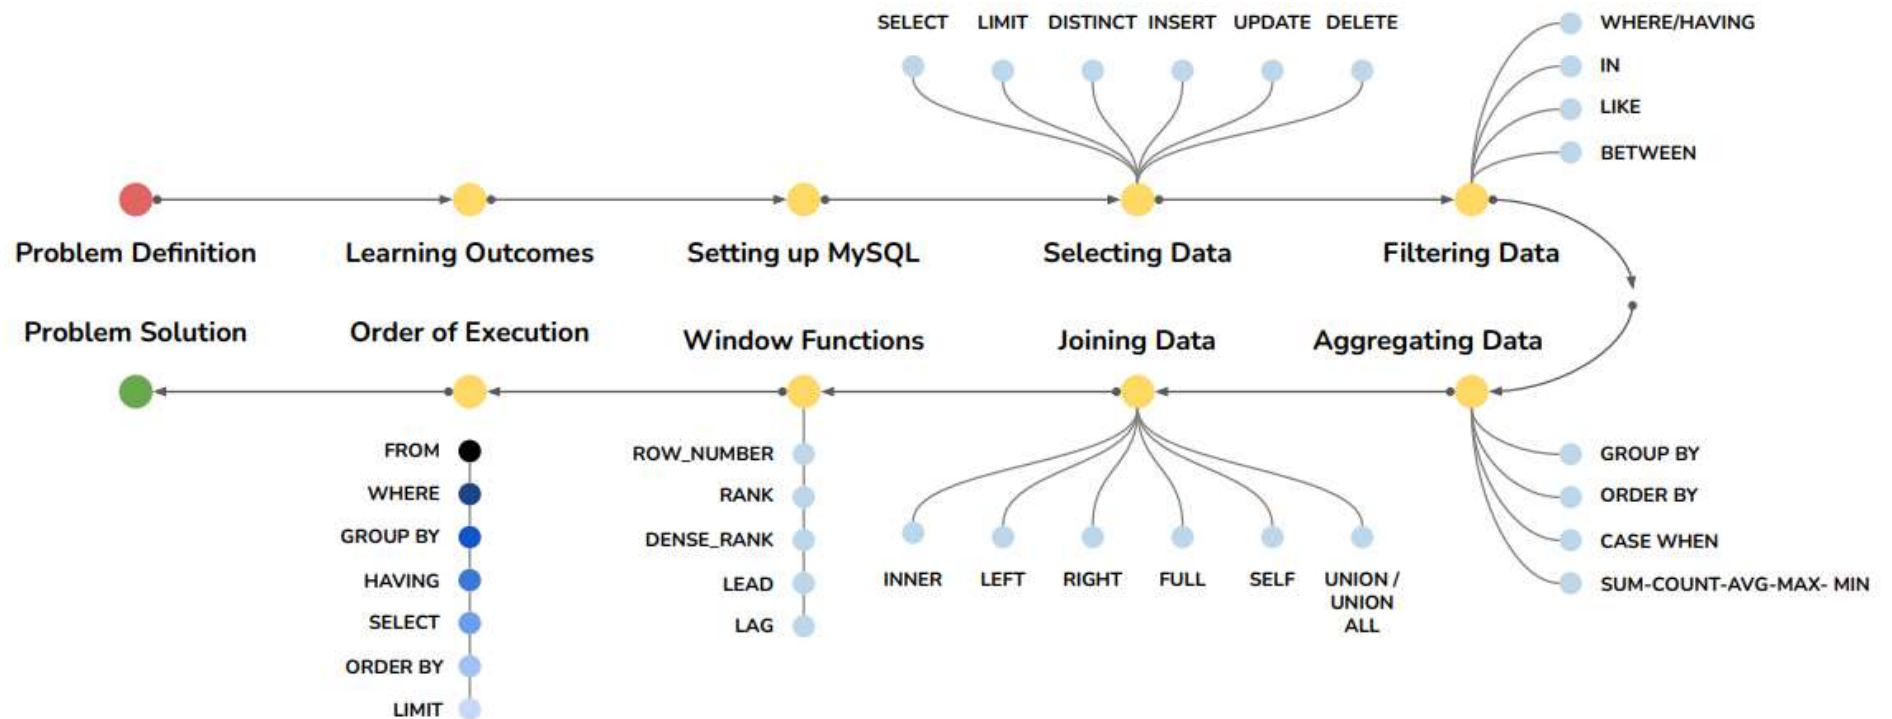 SELECT LIMIT DISTINCT INSERT UPDATE DELETE
WHERE/HAVING
IN
LIKE
BETWEEN
Problem Definition
Learning Outcomes
Setting up MySQL
Selecting Data
Filtering Data
Problem Solution
Order of Execution
Window Functions
Joining Data
Aggregating Data
FROM
WHERE
GROUP BY
HAVING
SELECT
ORDER BY
LIMIT
ROW_NUMBER
RANK
DENSE_RANK
LEAD
LAG
INNER
LEFT
RIGHT
FULL
SELF
UNION /
UNION
ALL
GROUP BY
ORDER BY
CASE WHEN
SUM-COUNT-AVG-MAX- MIN